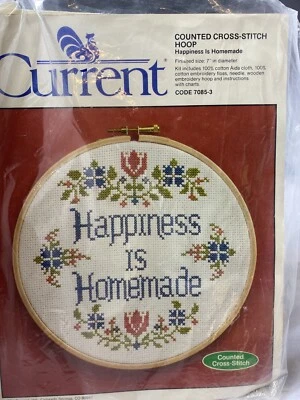 Current®
COUNTED CROSS-STITCH
HOOP
Happiness Is Homemade
Finished size: 7" in diameter
Kit includes 100% cotton Aida cloth, 100%
cotton embroidery floss, needle, wooden
embroidery hoop and instructions
with charts.
CODE 7085-3
Happiness
is
Homemade
Counted
Cross-Stitch